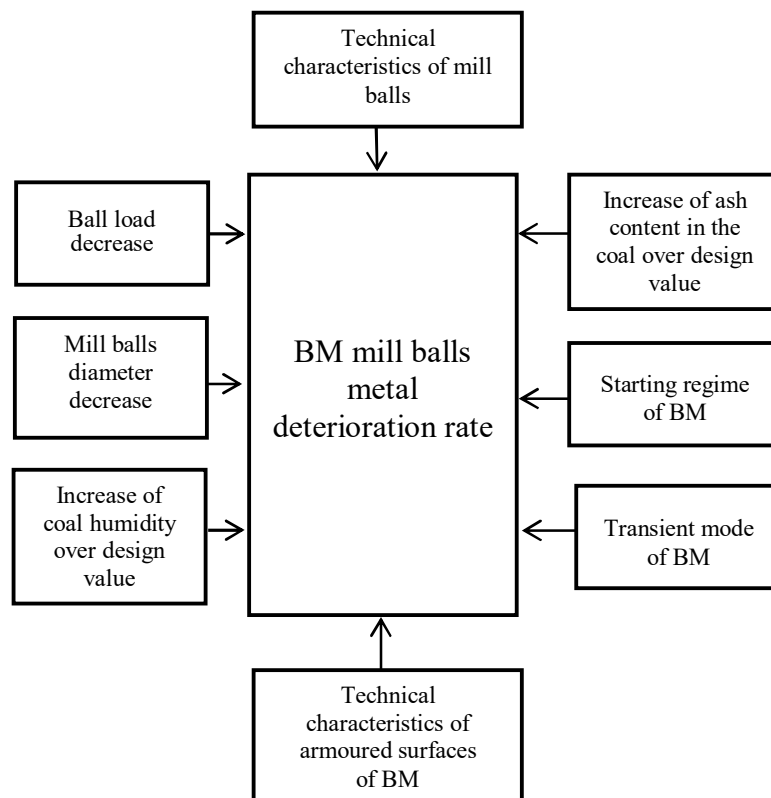 Technical
characteristics of mill
balls
Ball load
decrease
Increase of ash
content in the
coal over design
value
Mill balls
diameter
decrease
BM mill balls
metal
deterioration rate
Starting regime
of BM
Increase of
coal humidity
over design
value
Transient mode
of BM
Technical
characteristics of
armoured surfaces
of BM